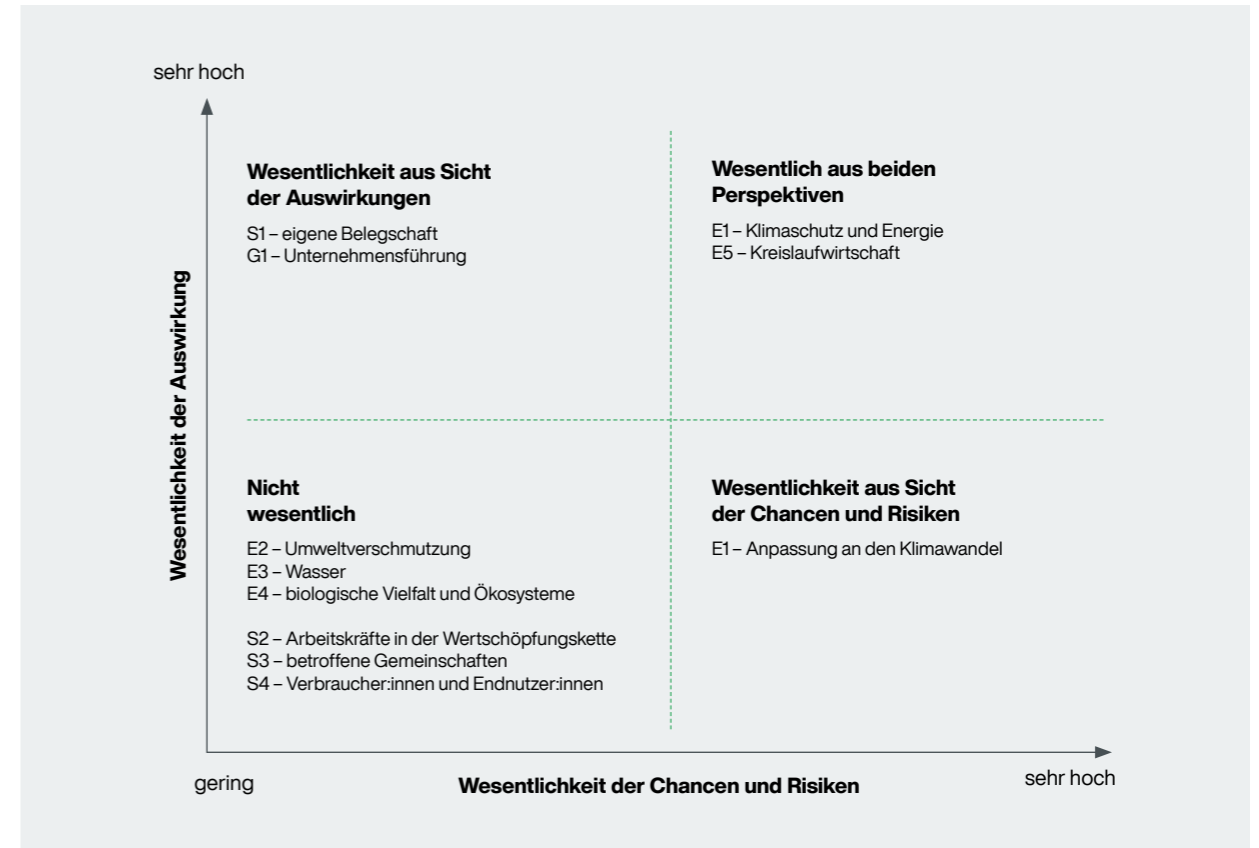 sehr hoch
Wesentlichkeit der Auswirkung
Wesentlichkeit aus Sicht
der Auswirkungen
S1 – eigene Belegschaft
G1 – Unternehmensführung
Wesentlich aus beiden
Perspektiven
E1 – Klimaschutz und Energie
E5 – Kreislaufwirtschaft
Nicht
wesentlich
E2 – Umweltverschmutzung
E3 – Wasser
E4 – biologische Vielfalt und Ökosysteme
S2 – Arbeitskräfte in der Wertschöpfungskette
S3 – betroffene Gemeinschaften
S4 – Verbraucher:innen und Endnutzer:innen
Wesentlichkeit aus Sicht
der Chancen und Risiken
E1 – Anpassung an den Klimawandel
gering
Wesentlichkeit der Chancen und Risiken
sehr hoch